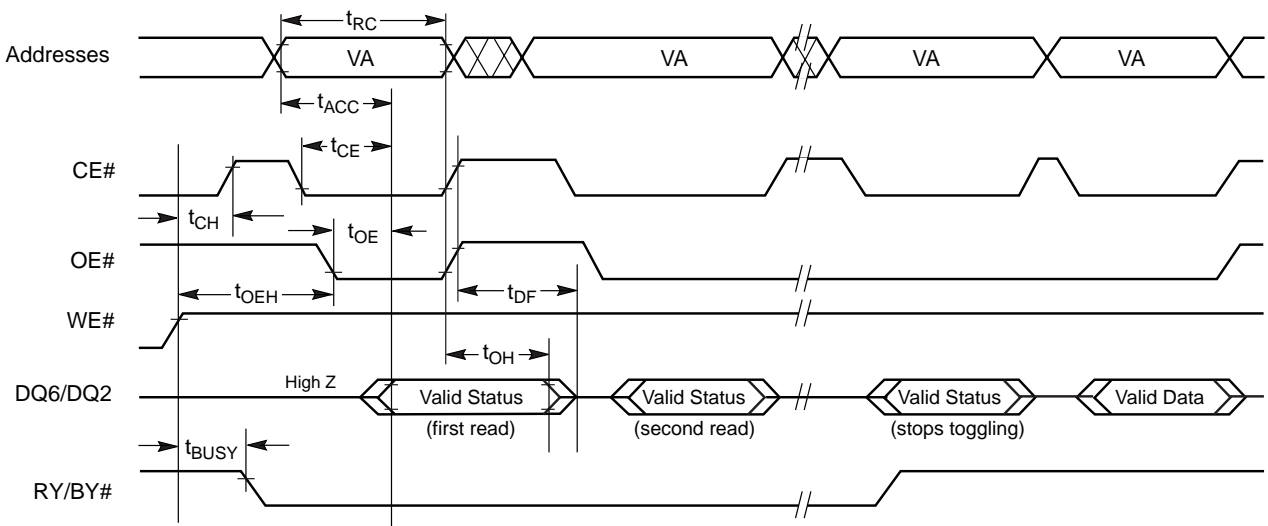 t_RC
Addresses VA VA VA VA
t_ACC
t_CE
CE#
t_CH
t_OE
OE#
t_OEH
t_DF
WE#
t_OH
High Z
DQ6/DQ2 Valid Status Valid Status Valid Status Valid Data
(first read) (second read) (stops toggling)
t_BUSY
RY/BY#